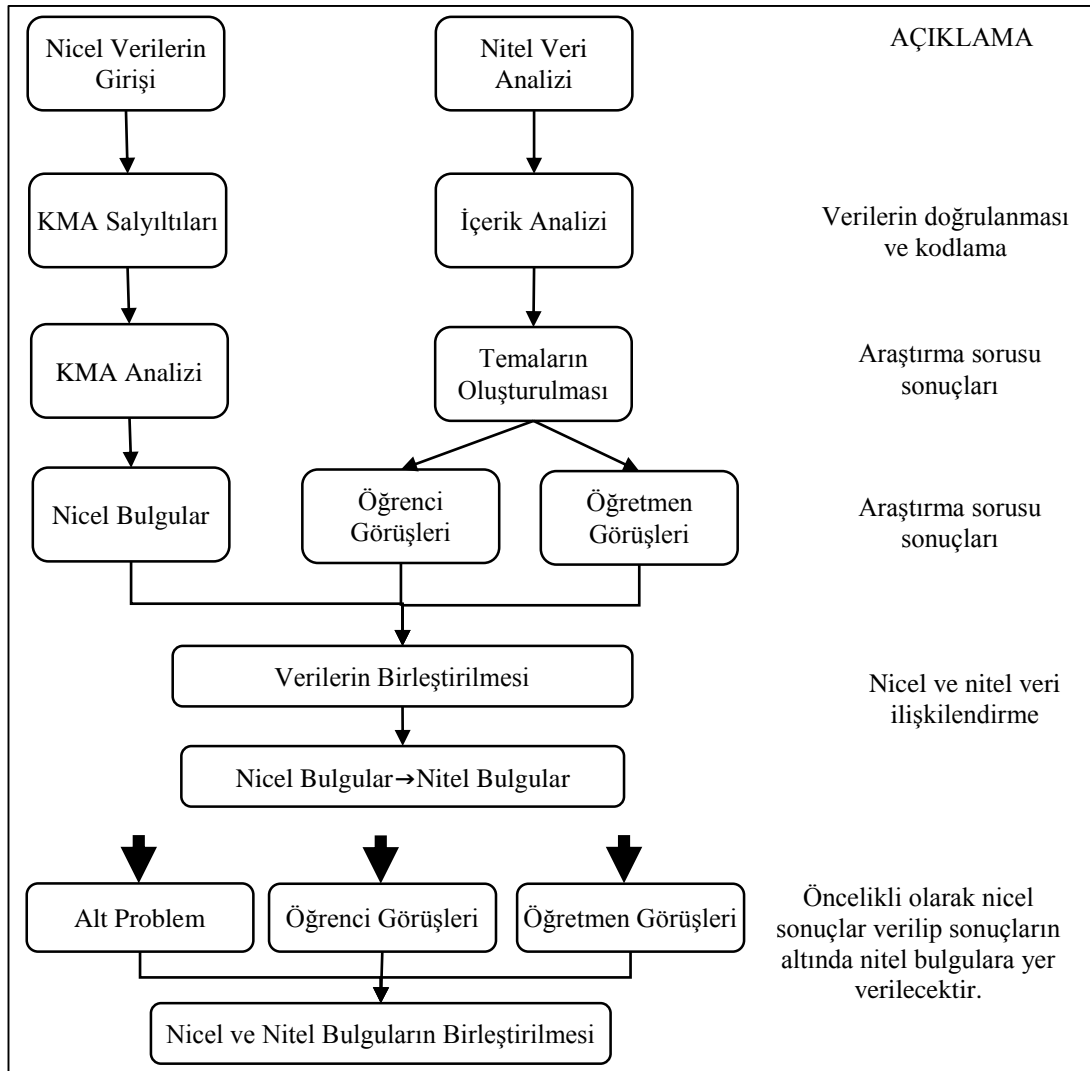 Nicel Verilerin
Girişi
Nitel Veri
Analizi
AÇIKLAMA
KMA Salyıltıları
İçerik Analizi
Verilerin doğrulanması
ve kodlama
KMA Analizi
Temaların
Oluşturulması
Araştırma sorusu
sonuçları
Nicel Bulgular
Öğrenci
Görüşleri
Öğretmen
Görüşleri
Araştırma sorusu
sonuçları
Verilerin Birleştirilmesi
Nicel ve nitel veri
ilişkilendirme
Nicel Bulgular→Nitel Bulgular
Alt Problem
Öğrenci Görüşleri
Öğretmen Görüşleri
Öncelikli olarak nicel
sonuçlar verilip sonuçların
altında nitel bulgulara yer
verilecektir.
Nicel ve Nitel Bulguların Birleştirilmesi